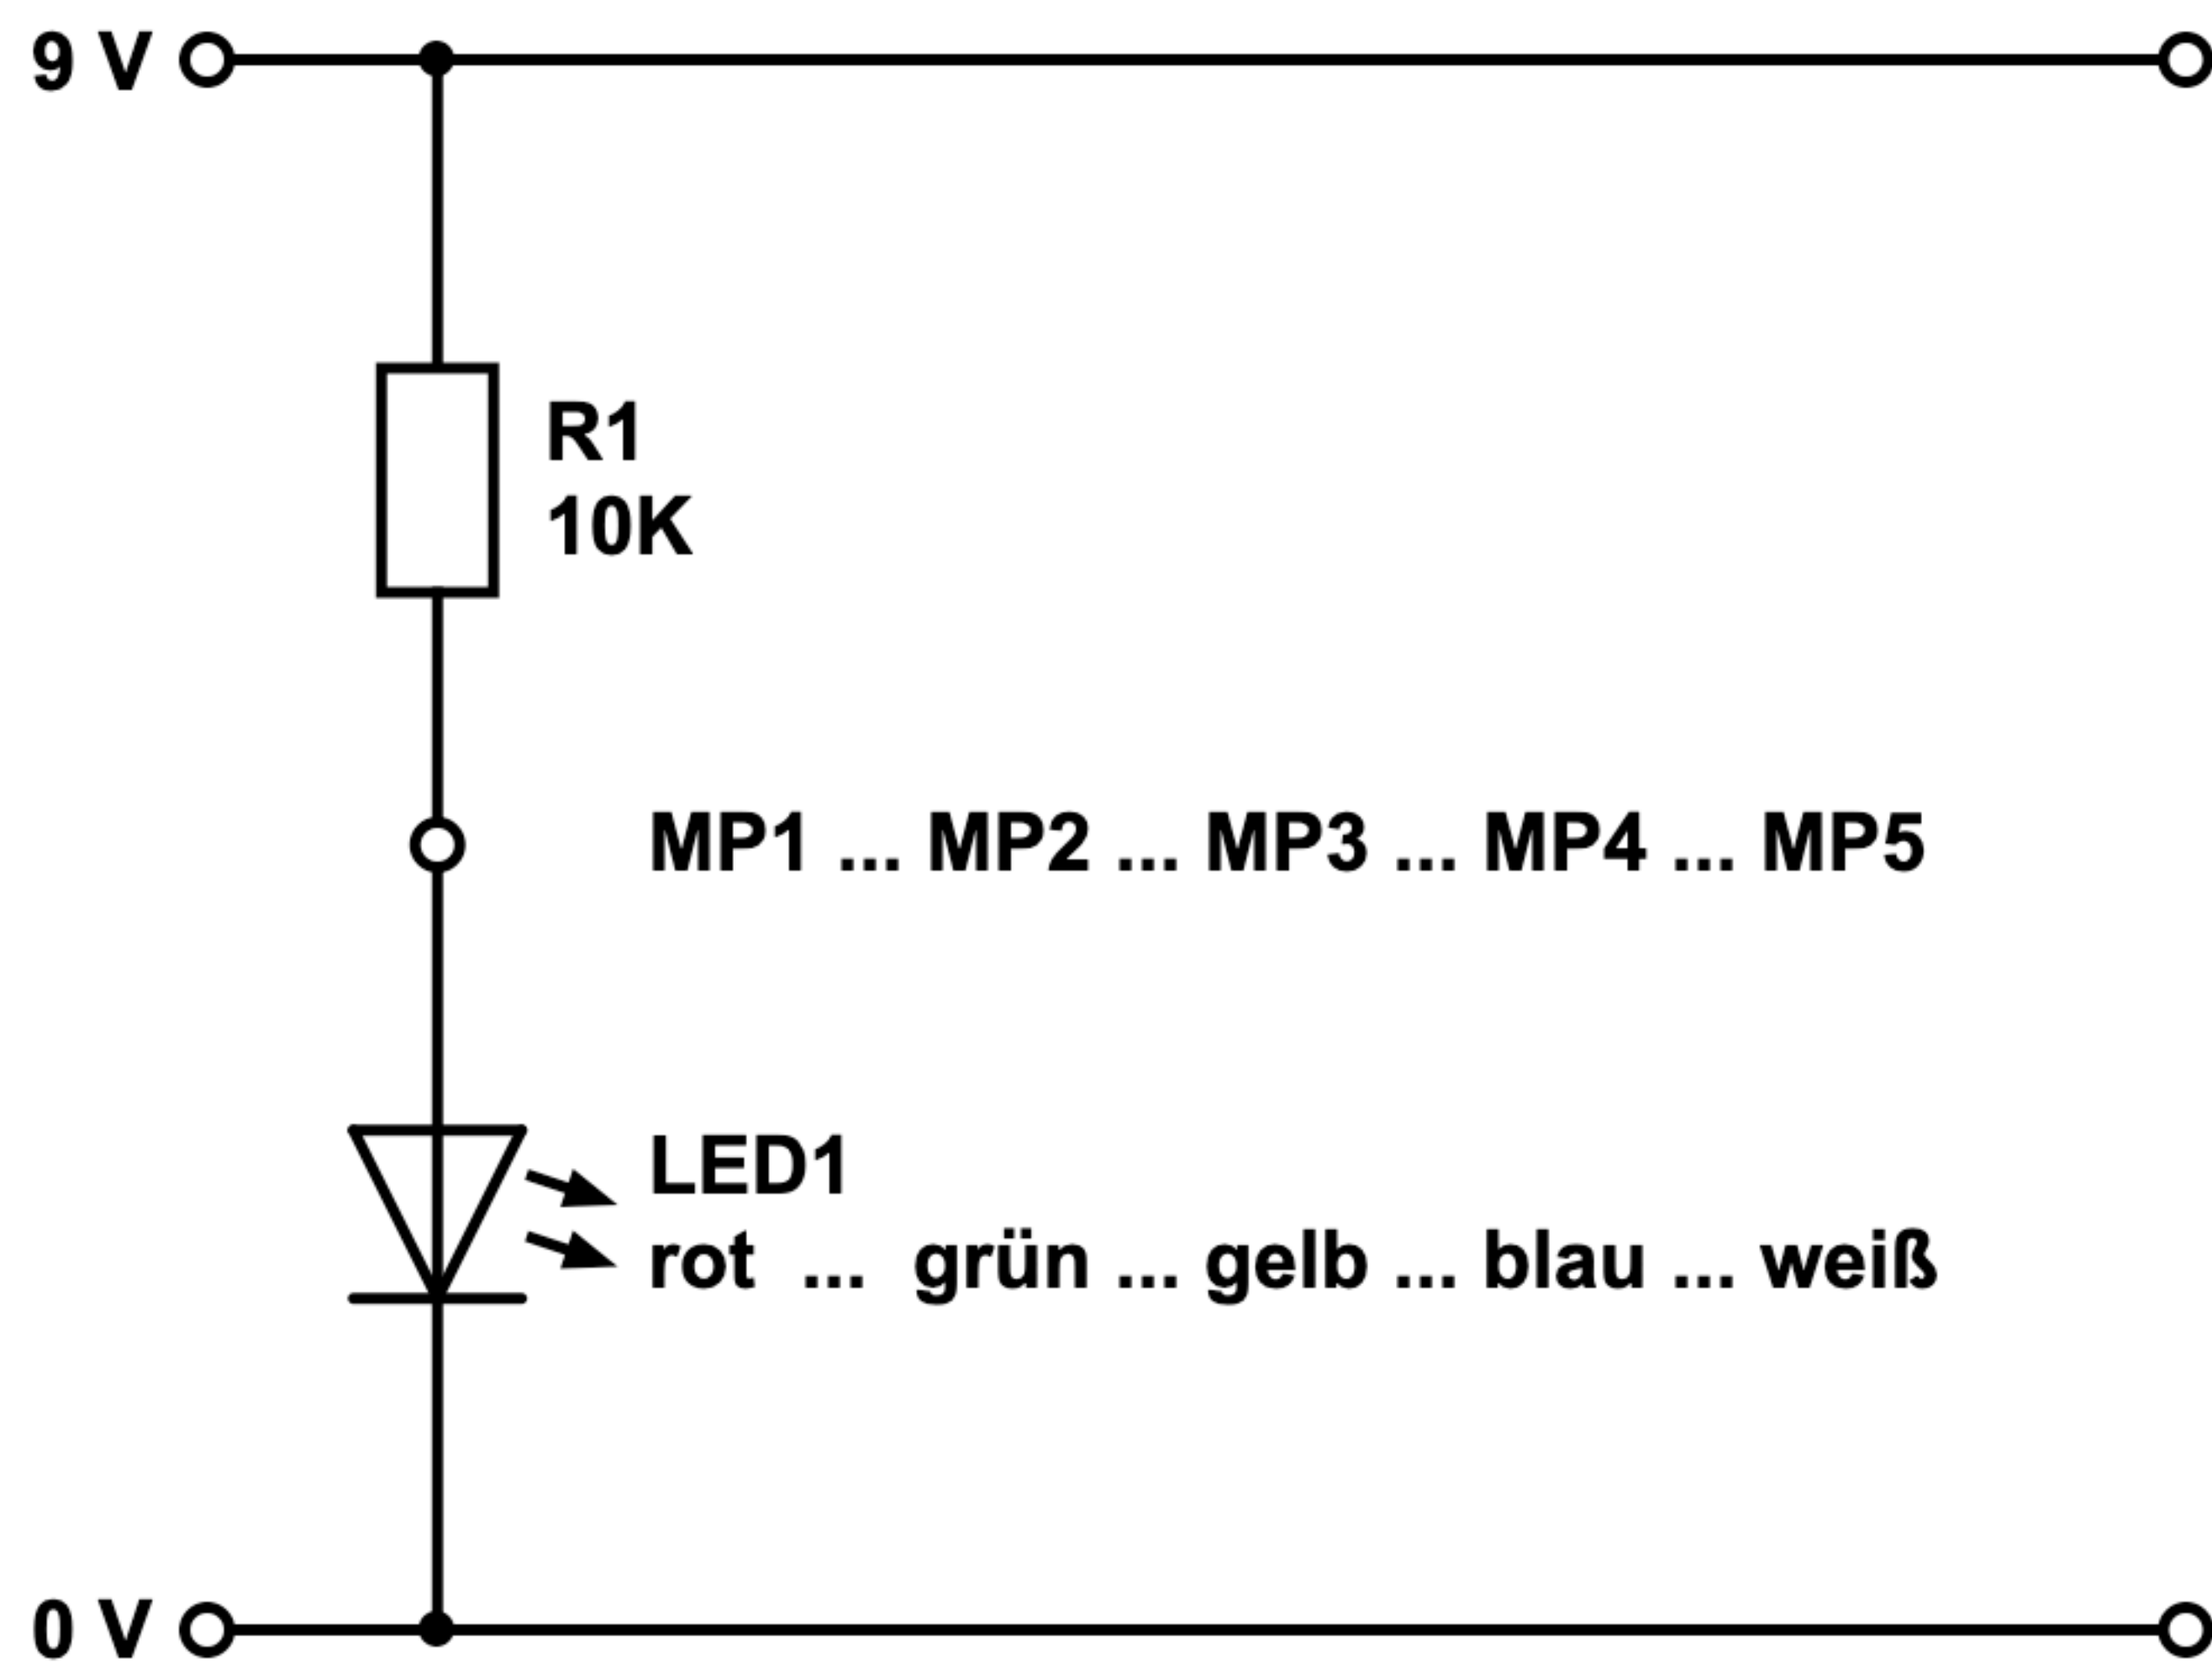 9 V
R1
10K
MP1 ... MP2 ... MP3 ... MP4 ... MP5
LED1
rot ... grün ... gelb ... blau ... weiß
0 V